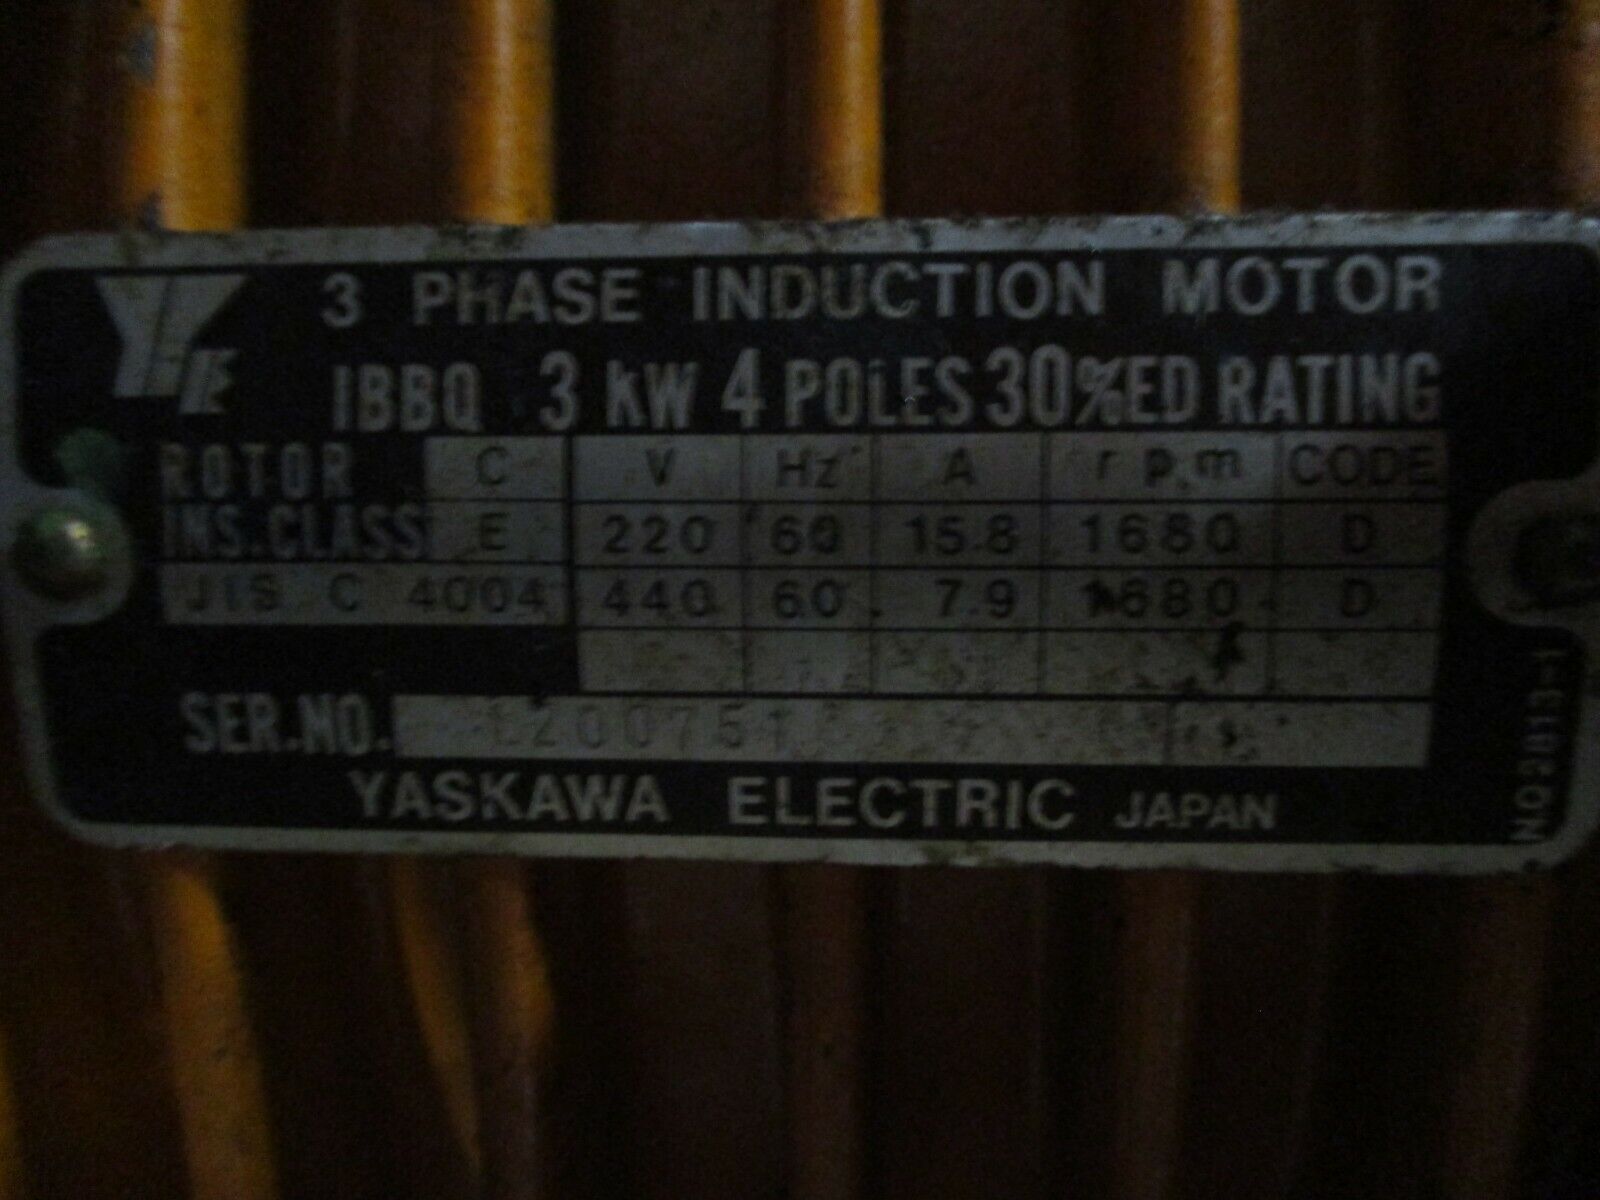 YE 3 PHASE INDUCTION MOTOR
IBBQ 3 KW 4 POLES 30%ED RATING
ROTOR C V Hz A r.p.m CODE
INS.CLASS E 220 60 15.8 1680 D
JIS C 4004 440 60 7.9 1680 D
SER.NO.
YASKAWA ELECTRIC JAPAN